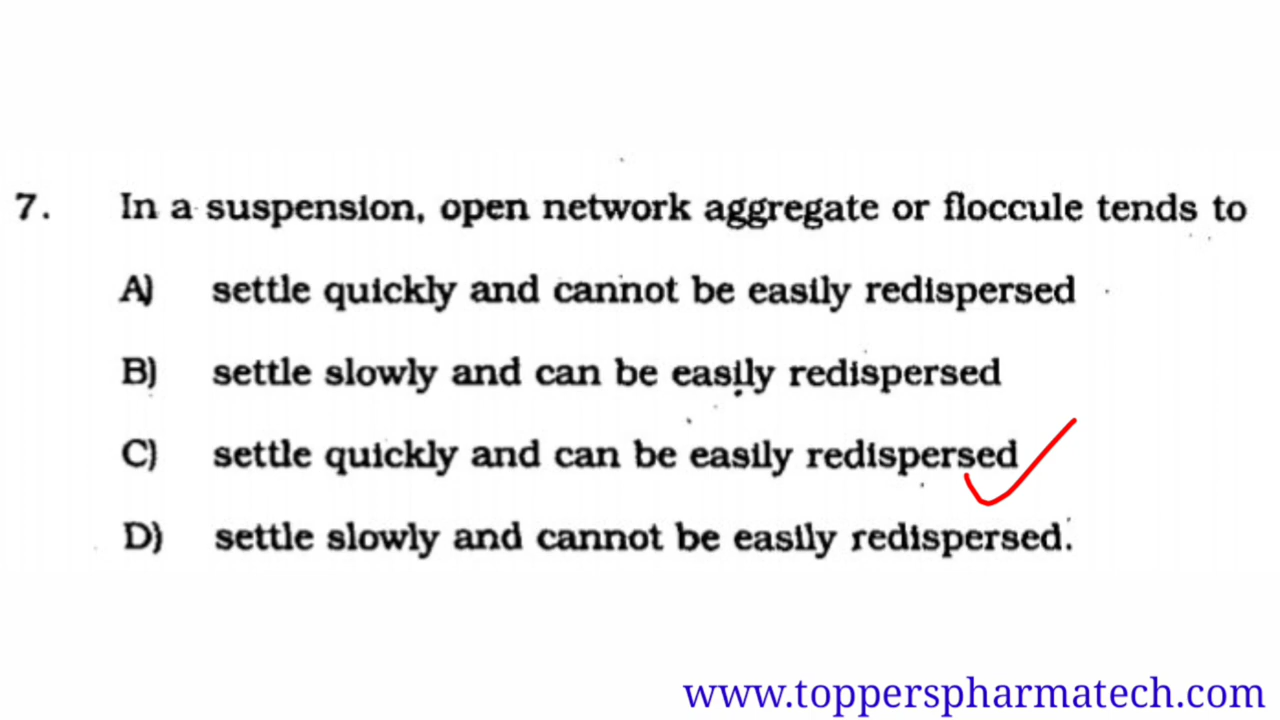 7. In a suspension, open network aggregate or floccule tends to
A) settle quickly and cannot be easily redispersed
B) settle slowly and can be easily redispersed
C) settle quickly and can be easily redispersed
D) settle slowly and cannot be easily redispersed.
www.topperspharmatech.com